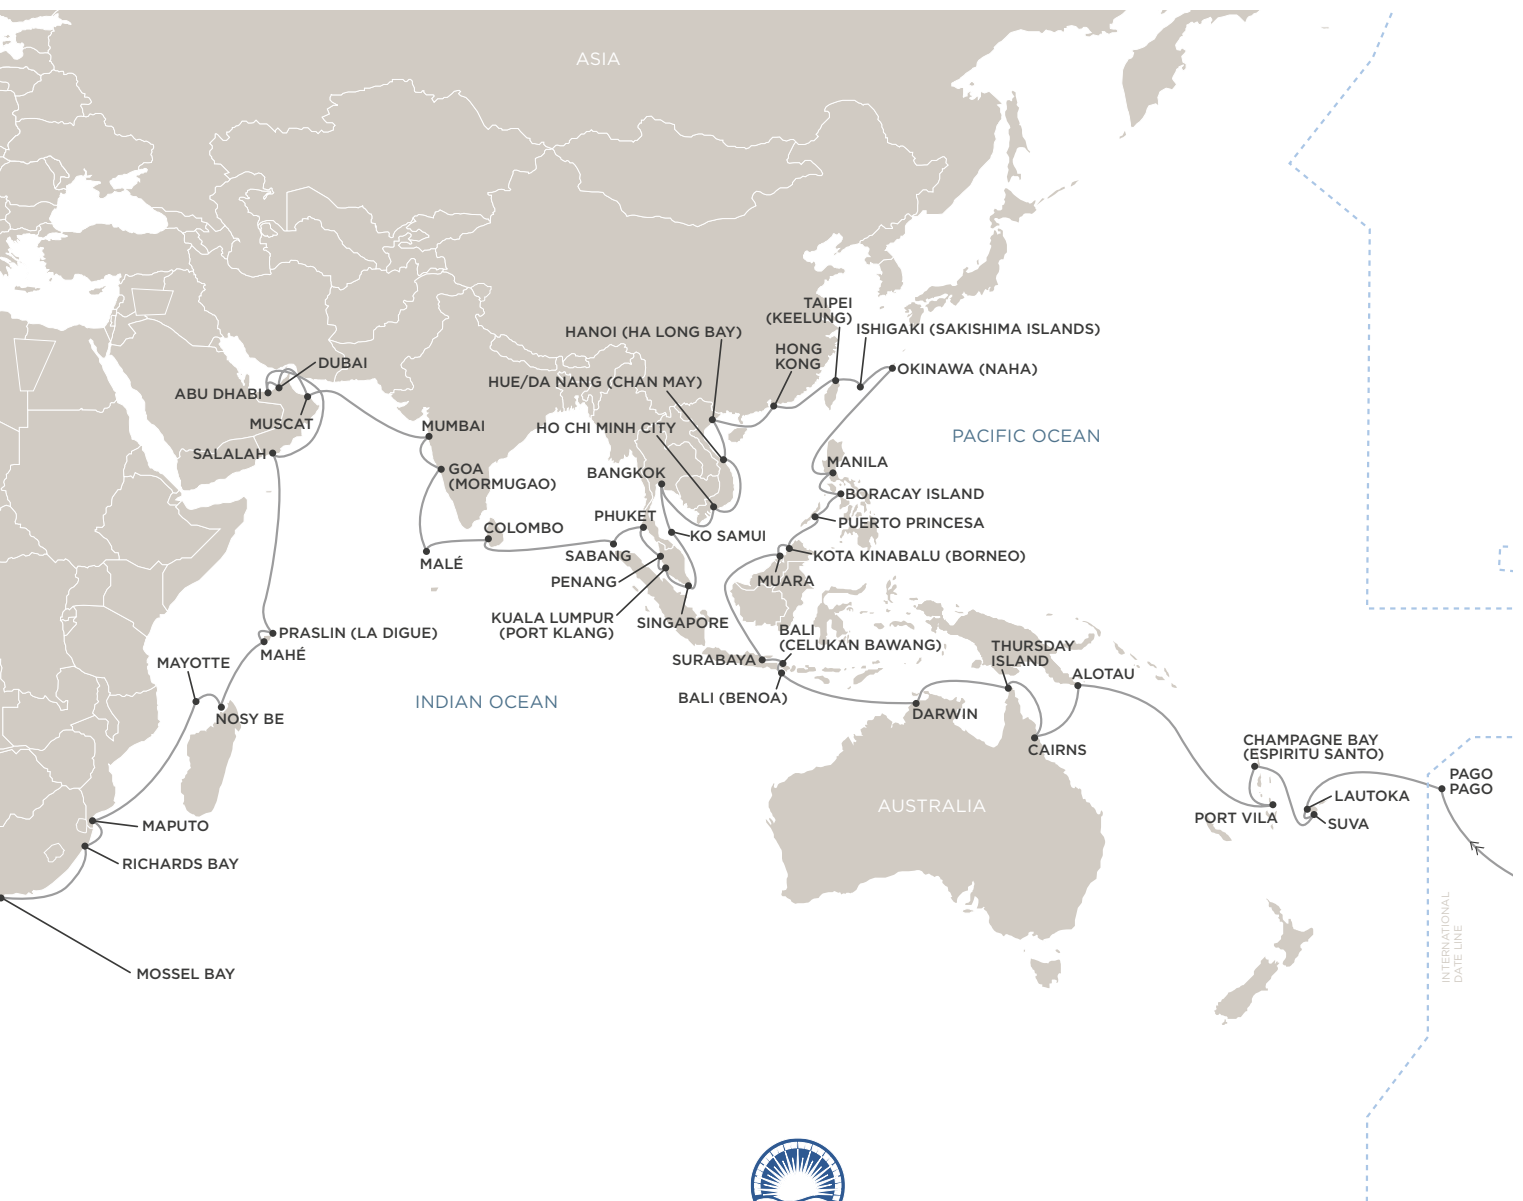 ASIA
TAIPEI
(KEELUNG)
HANOI (HA LONG BAY)
ISHIGAKI (SAKISHIMA ISLANDS)
HONG
KONG
DUBAI
OKINAWA (NAHA)
HUE/DA NANG (CHAN MAY)
ABU DHABI
MUSCAT
MUMBAI
HO CHI MINH CITY
PACIFIC OCEAN
SALALAH
MANILA
GOA
(MORMUGAO)
BANGKOK
BORACAY ISLAND
PHUKET
PUERTO PRINCESA
COLOMBO
KO SAMUI
SABANG
KOTA KINABALU (BORNEO)
MALÉ
PENANG
MUARA
KUALA LUMPUR
(PORT KLANG)
SINGAPORE
PRASLIN (LA DIGUE)
BALI
(CELUKAN BAWANG)
MAHÉ
THURSDAY
ISLAND
MAYOTTE
SURABAYA
ALOTAU
INDIAN OCEAN
BALI (BENOA)
NOSY BE
DARWIN
CAIRNS
CHAMPAGNE BAY
(ESPIRITU SANTO)
PAGO
PAGO
LAUTOKA
AUSTRALIA
PORT VILA
SUVA
MAPUTO
RICHARDS BAY
INTERNATIONAL
DATE LINE
MOSSEL BAY